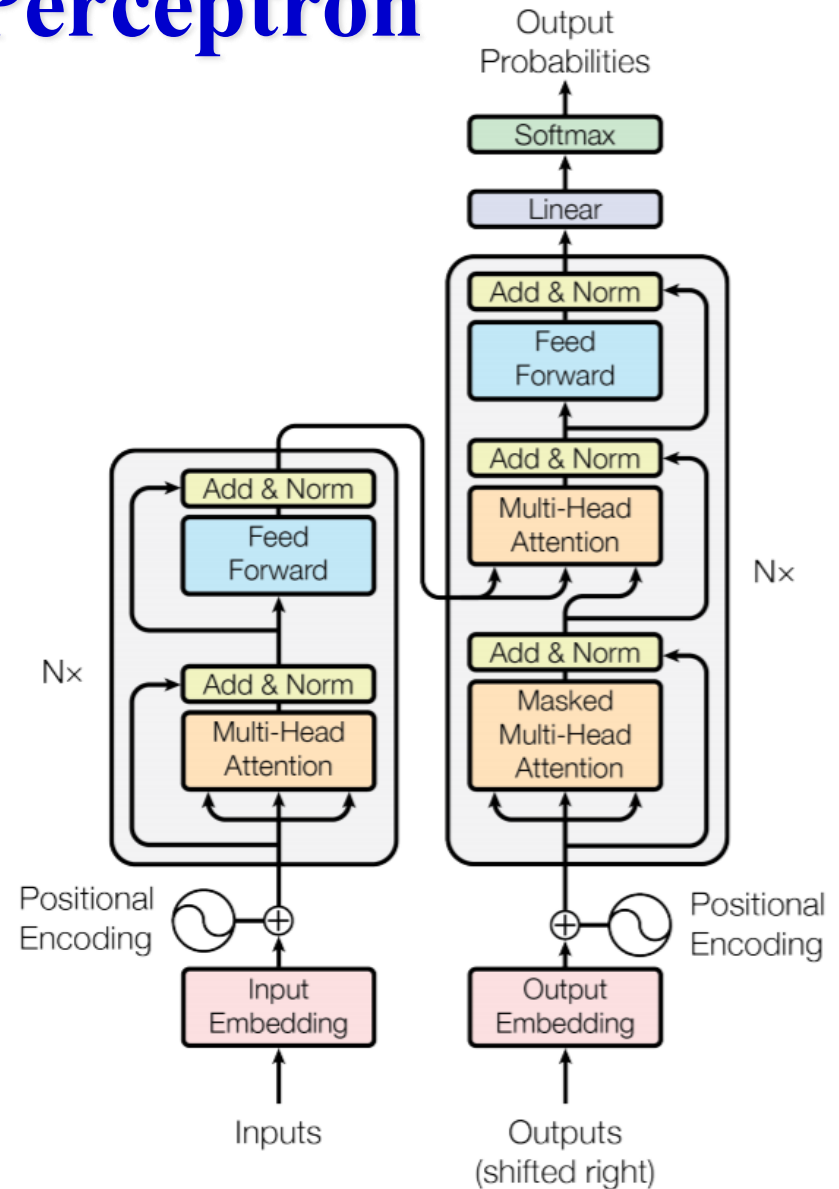 Perceptron
Output
Probabilities
Softmax
Linear
Add & Norm
Feed
Forward
Add & Norm
Multi-Head
Attention
Nx
Add & Norm
Masked
Multi-Head
Attention
Add & Norm
Feed
Forward
Nx
Add & Norm
Multi-Head
Attention
Positional
Encoding
Positional
Encoding
Input
Embedding
Output
Embedding
Inputs
Outputs
(shifted right)